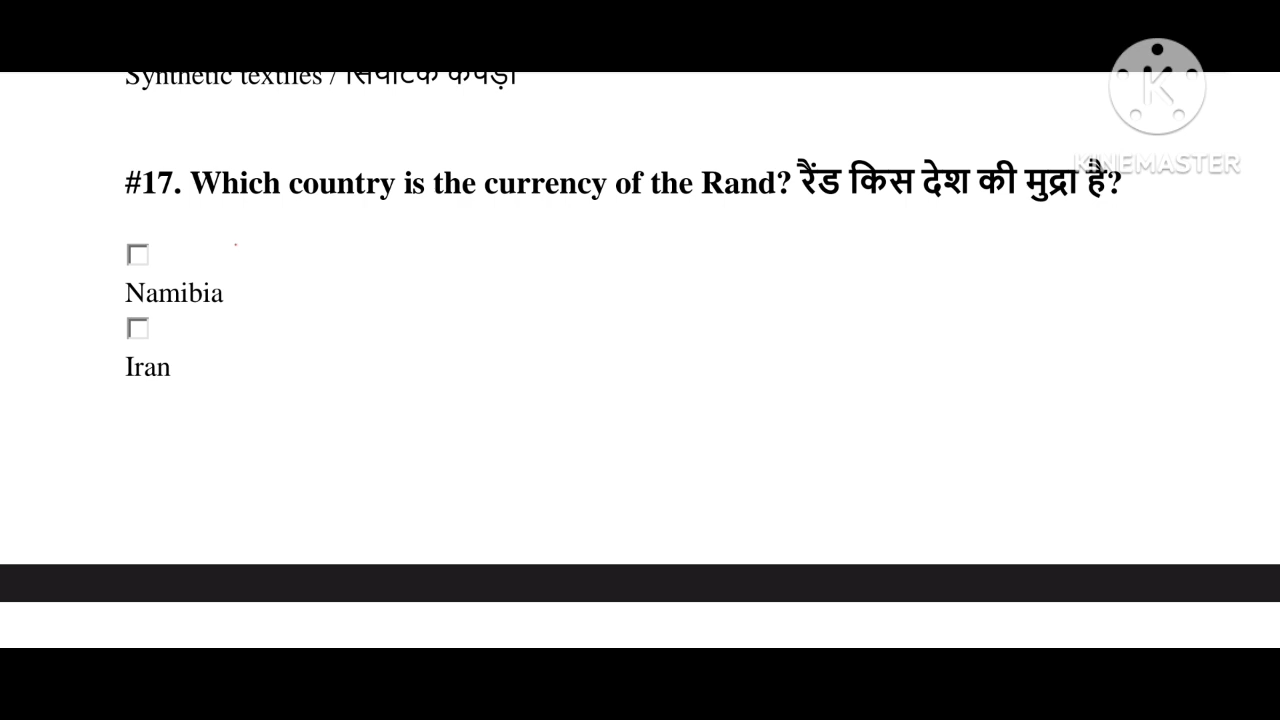 Synthetic textiles / सिंथेटिक कपड़ा
KINEMASTER
#17. Which country is the currency of the Rand? रैंड किस देश की मुद्रा है?
Namibia
Iran